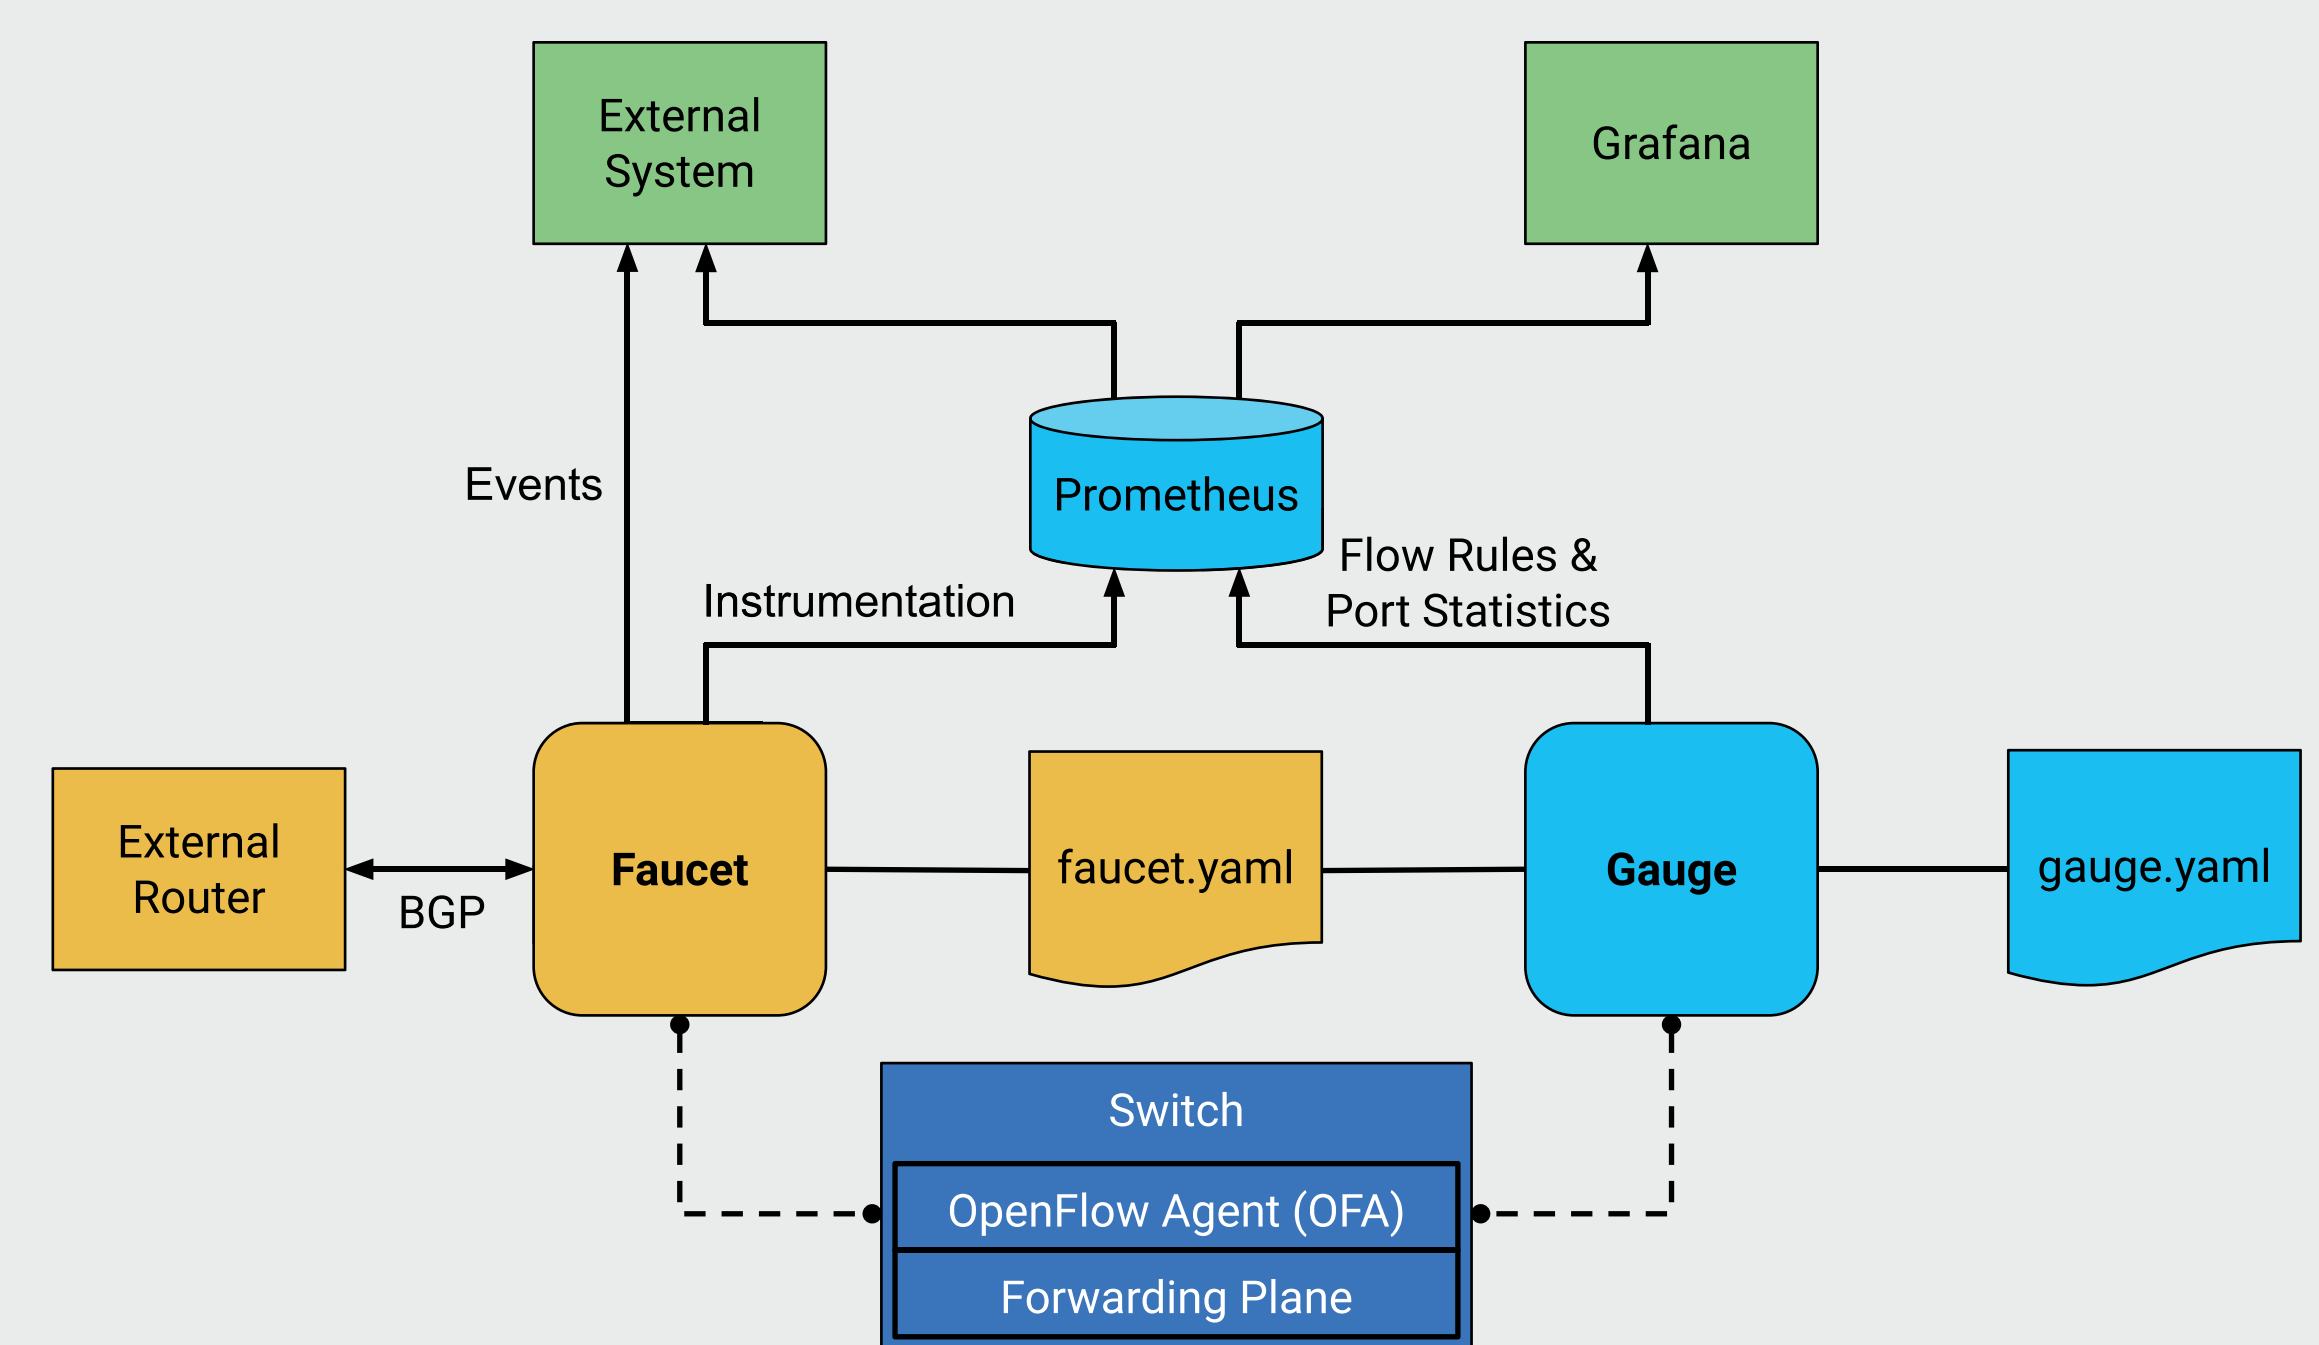 External
System
Grafana
Events
Prometheus
Instrumentation
Flow Rules &
Port Statistics
External
Router
BGP
Faucet
faucet.yaml
Gauge
gauge.yaml
Switch
OpenFlow Agent (OFA)
Forwarding Plane